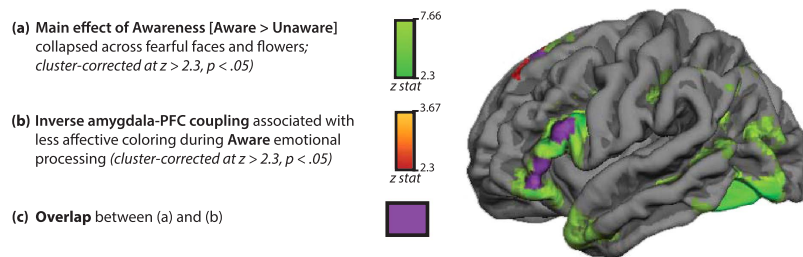 (a) Main effect of Awareness [Aware > Unaware]
collapsed across fearful faces and flowers;
cluster-corrected at z > 2.3, p < .05)
7.66
2.3
z stat
(b) Inverse amygdala-PFC coupling associated with
less affective coloring during Aware emotional
processing (cluster-corrected at z > 2.3, p < .05)
3.67
2.3
z stat
(c) Overlap between (a) and (b)